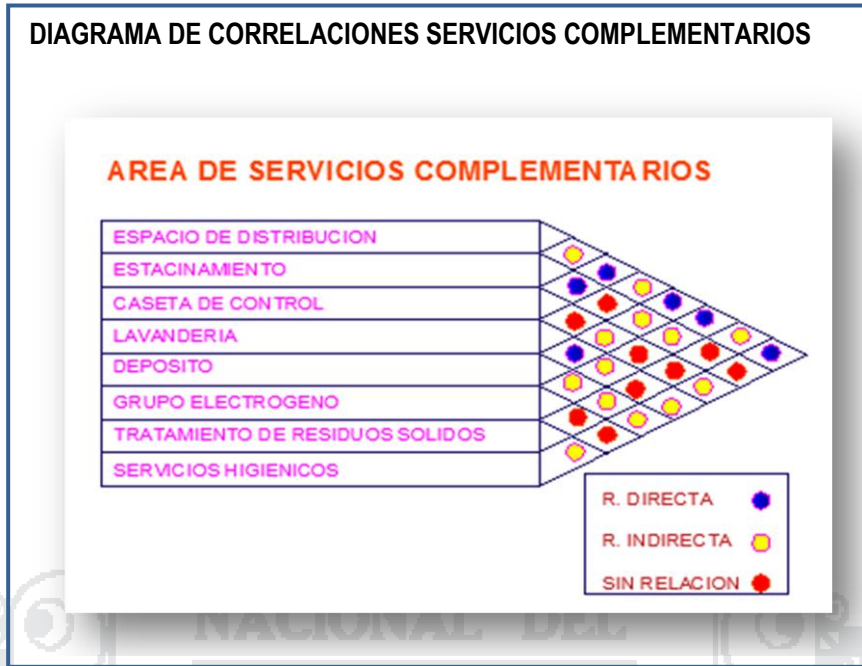 DIAGRAMA DE CORRELACIONES SERVICIOS COMPLEMENTARIOS
AREA DE SERVICIOS COMPLEMENTARIOS
ESPACIO DE DISTRIBUCION
ESTACINAMIENTO
CASETA DE CONTROL
LAVANDERIA
DEPOSITO
GRUPO ELECTROGENO
TRATAMIENTO DE RESIDUOS SOLIDOS
SERVICIOS HIGIENICOS
R. DIRECTA
R. INDIRECTA
SIN RELACION
NACIONAL DEL